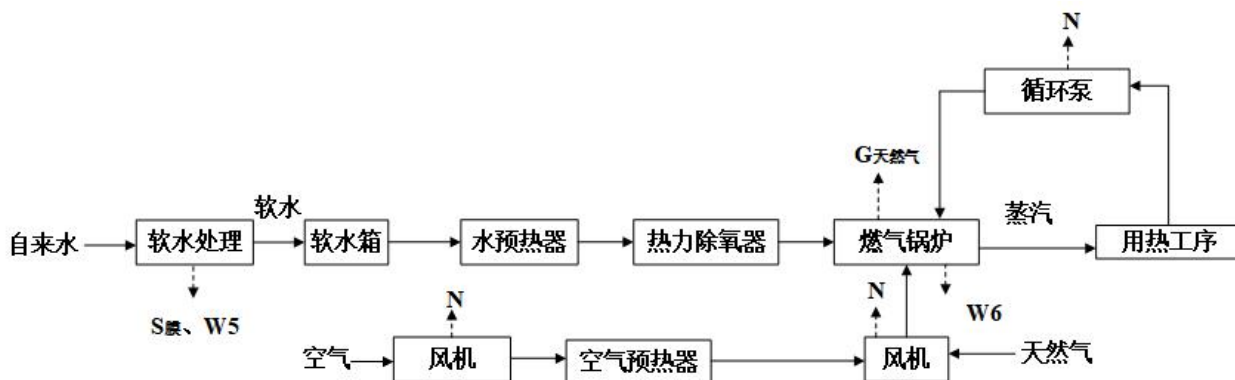 N
循环泵
G天然气
软水
蒸汽
自来水
软水处理
软水箱
水预热器
热力除氧器
燃气锅炉
用热工序
S膜、W5
N
N
W6
空气
风机
空气预热器
风机
天然气